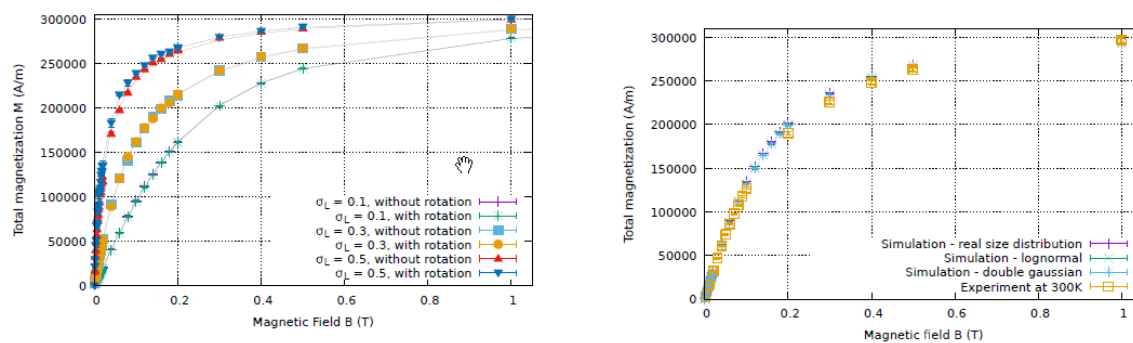 300000
250000
200000
150000
100000
50000
0
Total magnetization M (A/m)
σL = 0.1, without rotation
σL = 0.1, with rotation
σL = 0.3, without rotation
σL = 0.3, with rotation
σL = 0.5, without rotation
σL = 0.5, with rotation
0 0.2 0.4 0.6 0.8 1
Magnetic Field B (T)
300000
250000
200000
150000
100000
50000
0
Total magnetization (A/m)
Simulation - real size distribution
Simulation - lognormal
Simulation - double gaussian
Experiment at 300K
0 0.2 0.4 0.6 0.8 1
Magnetic field B (T)